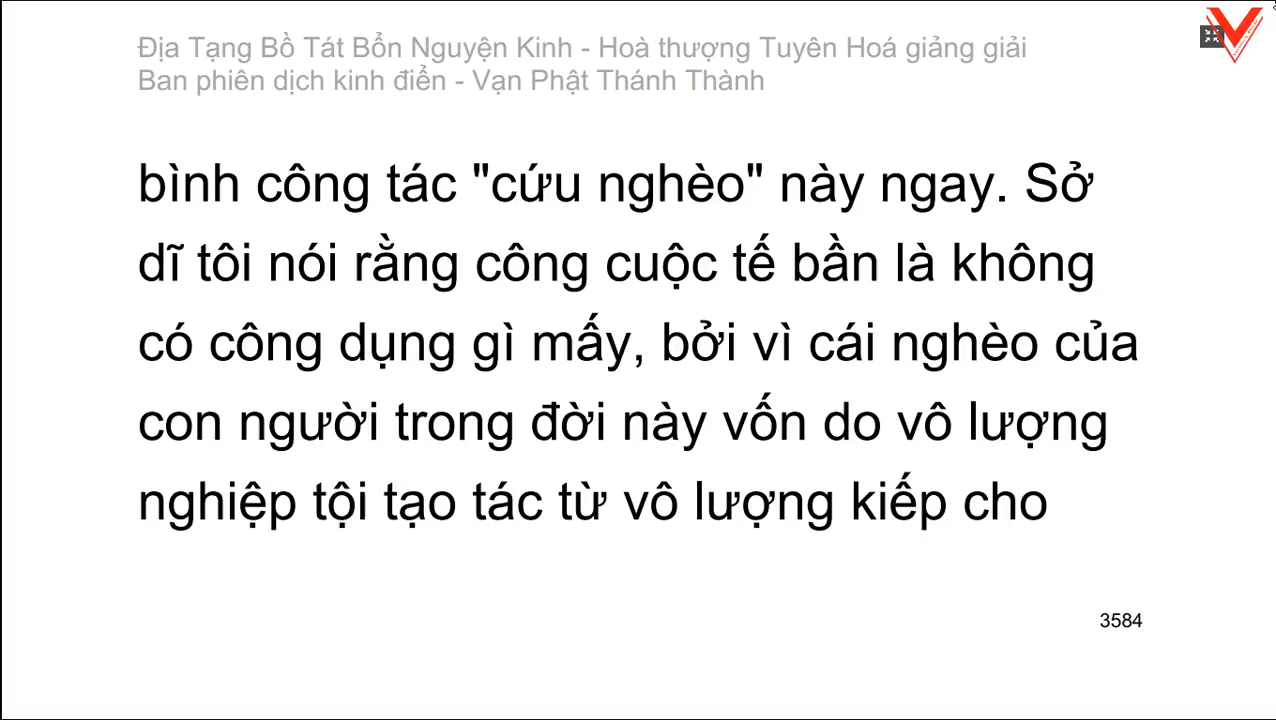 Địa Tạng Bồ Tát Bổn Nguyện Kinh - Hoà thượng Tuyên Hoá giảng giải
Ban phiên dịch kinh điển - Vạn Phật Thánh Thành
bình công tác "cứu nghèo" này ngay. Sở
dĩ tôi nói rằng công cuộc tế bần là không
có công dụng gì mấy, bởi vì cái nghèo của
con người trong đời này vốn do vô lượng
nghiệp tội tạo tác từ vô lượng kiếp cho
3584